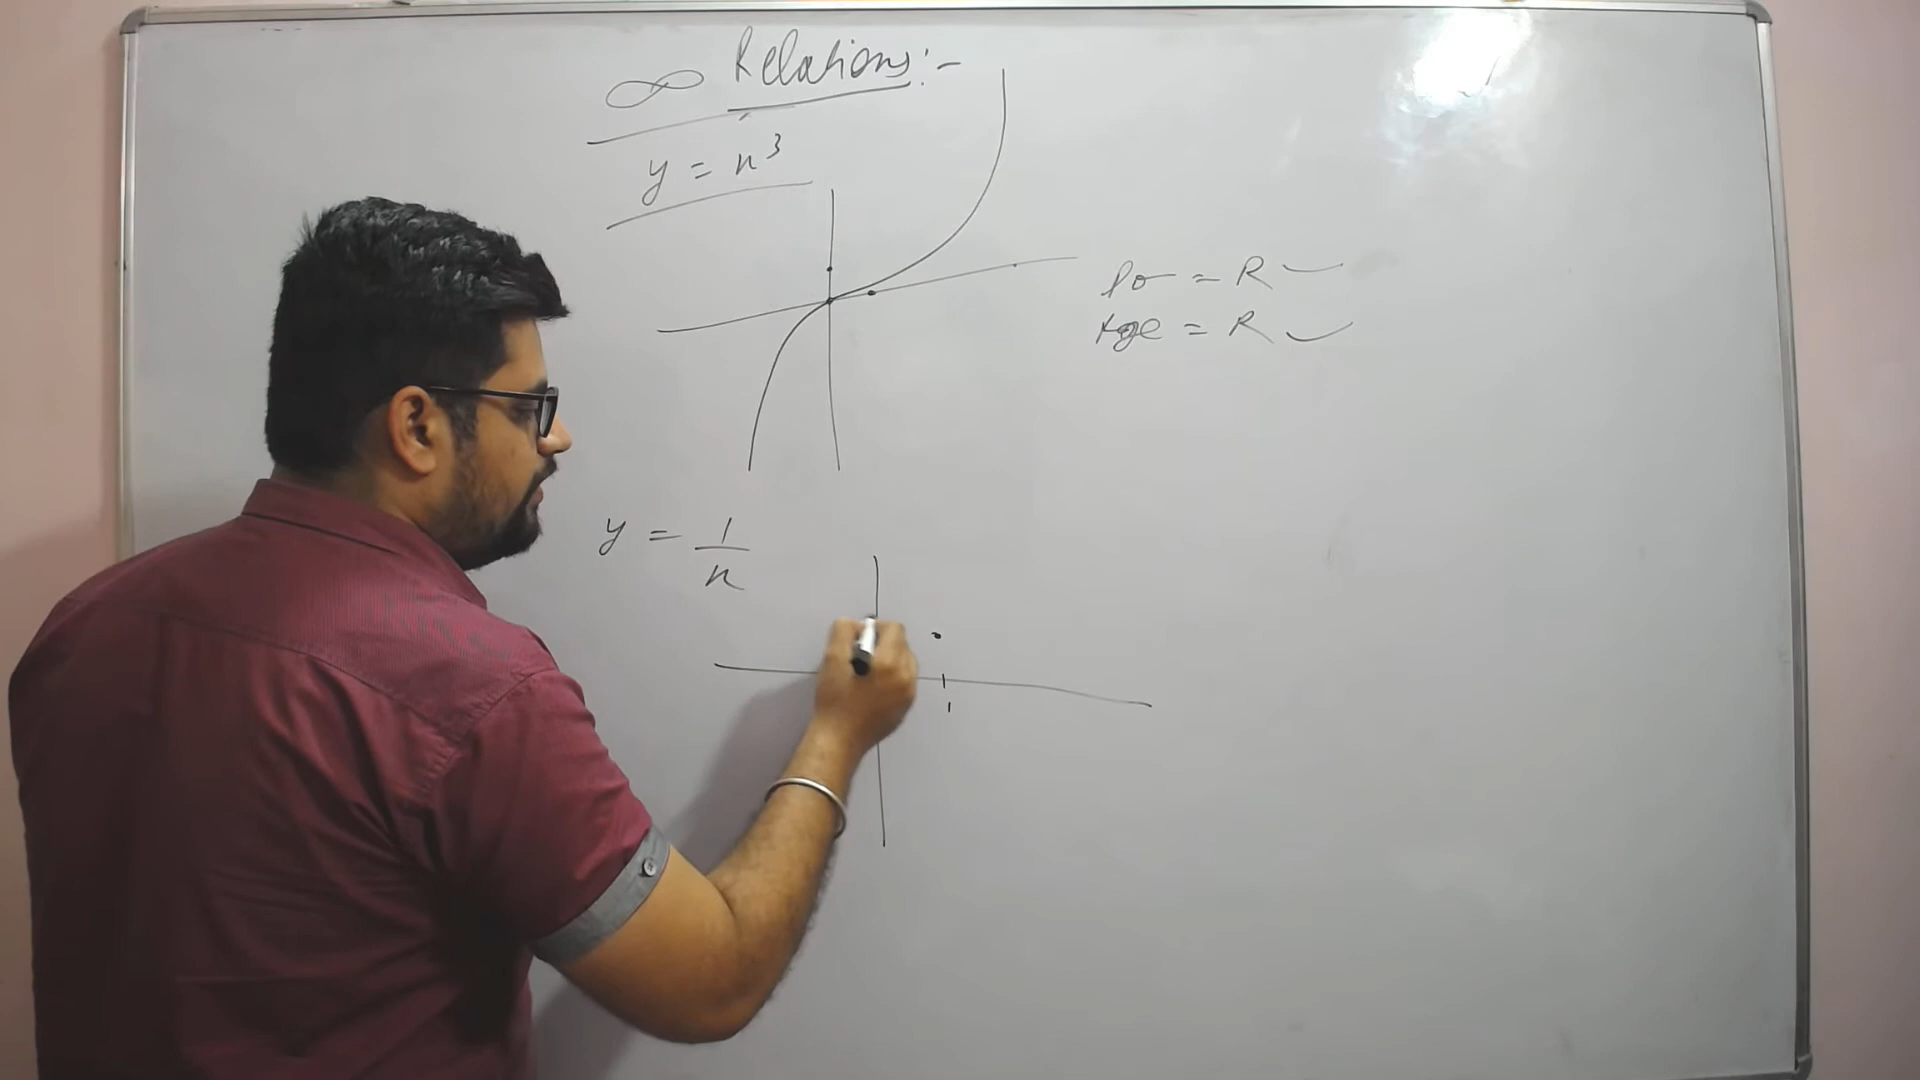 ∞ Relations:-
y = x³
Do = R
Rge = R
y = 1/x
1